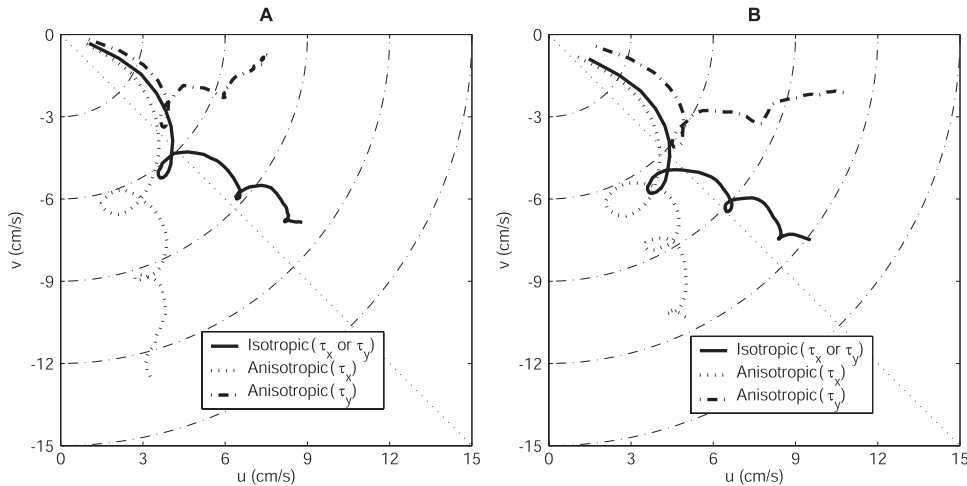 A
B
0
-3
-6
-9
-12
-15
v (cm/s)
0 3 6 9 12 15
u (cm/s)
Isotropic(τx or τy)
Anisotropic(τx)
Anisotropic(τy)
0
-3
-6
-9
-12
-15
v (cm/s)
0 3 6 9 12 15
u (cm/s)
Isotropic(τx or τy)
Anisotropic(τx)
Anisotropic(τy)